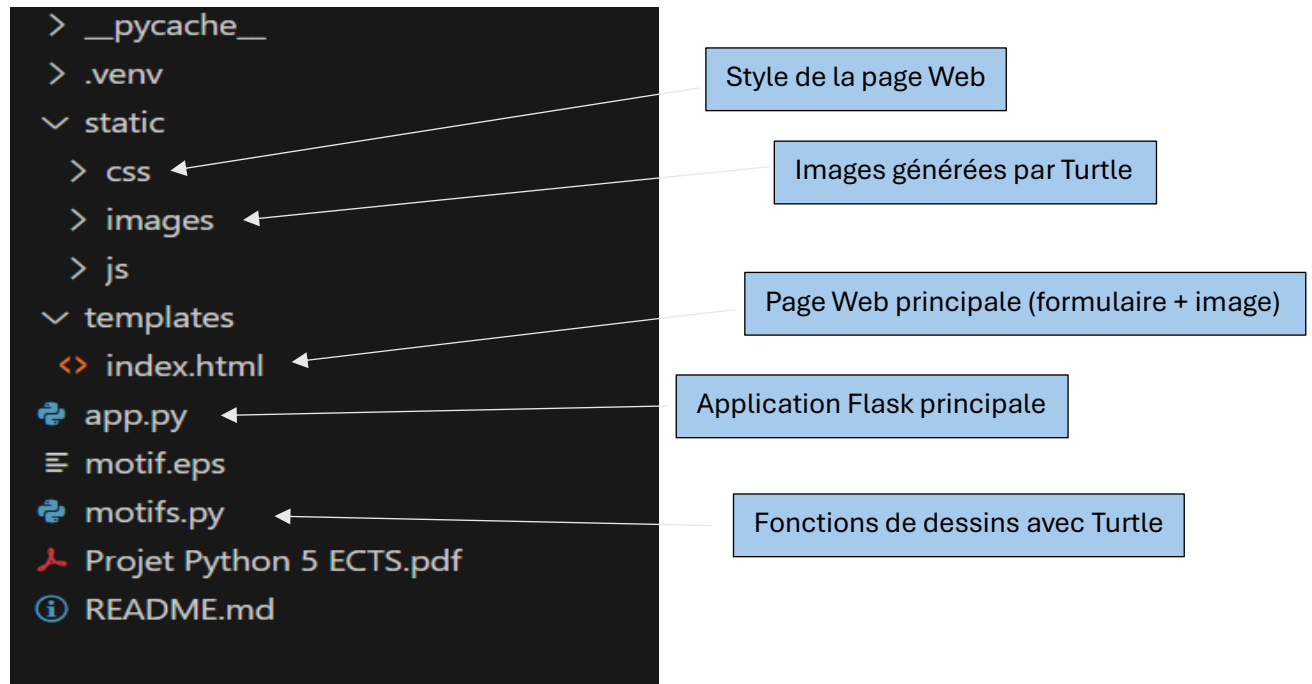 __pycache__
.venv
static
css
images
js
templates
index.html
app.py
motif.eps
motifs.py
Projet Python 5 ECTS.pdf
README.md
Style de la page Web
Images générées par Turtle
Page Web principale (formulaire + image)
Application Flask principale
Fonctions de dessins avec Turtle